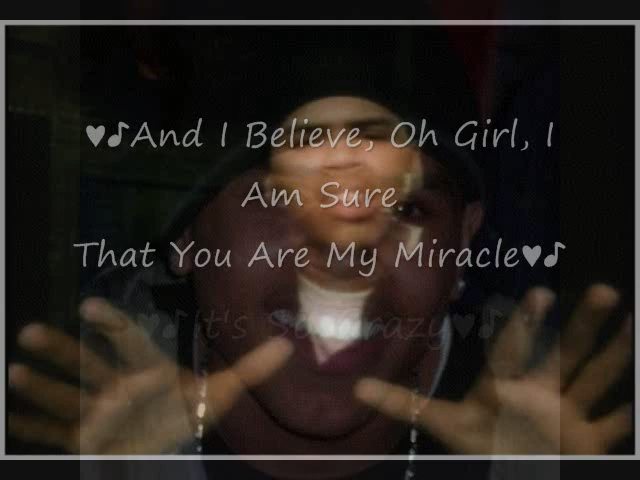 ♥♪And I Believe, Oh Girl, I
Am Sure.
That You Are My Miracle♥♪
♥♪It's So Crazy♥♪